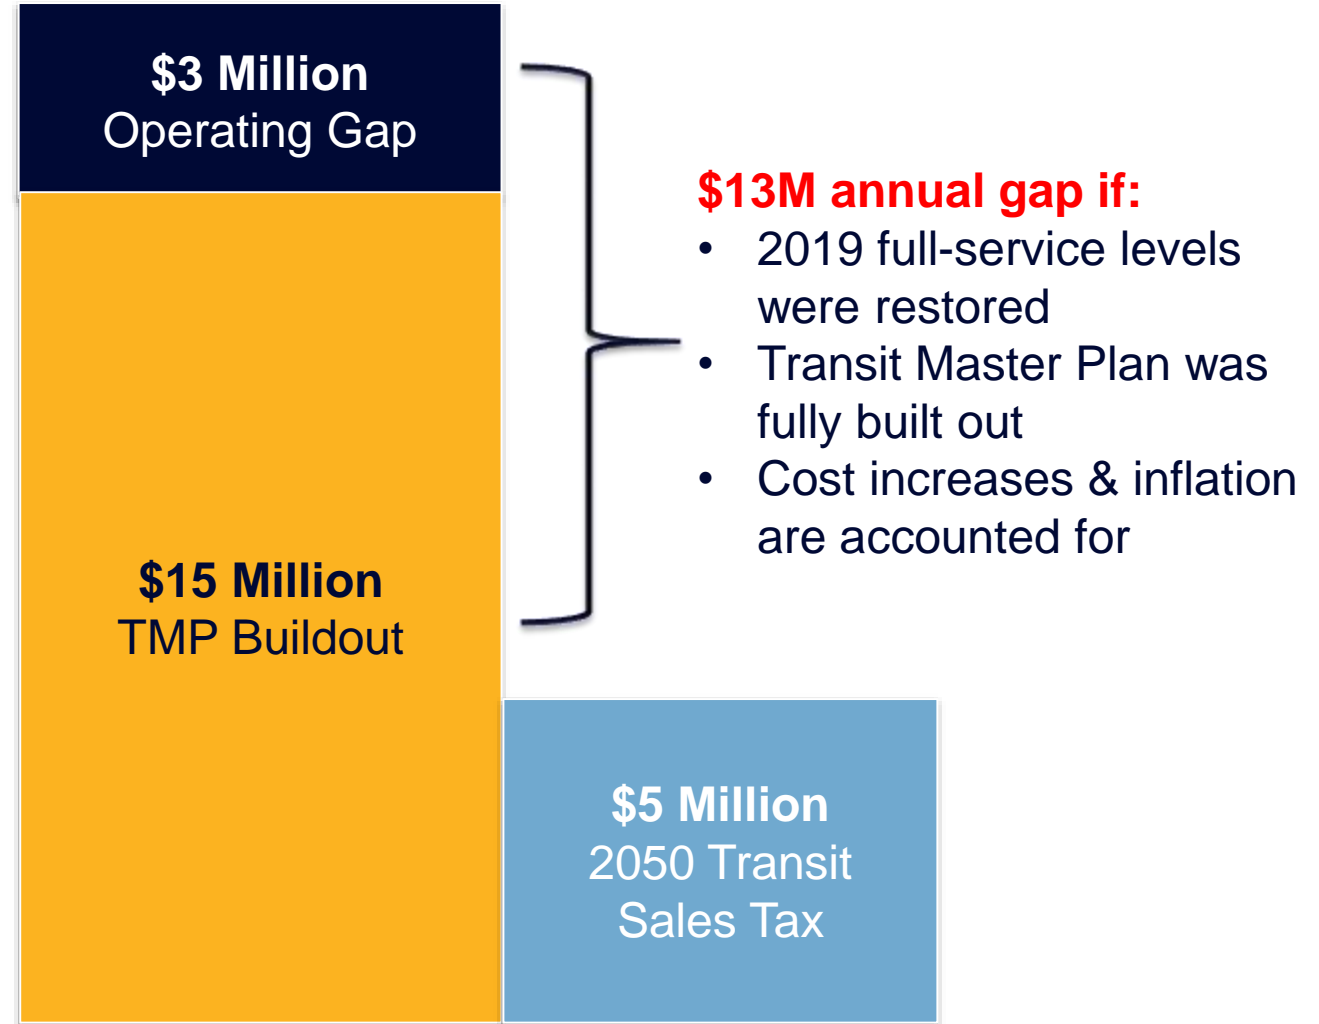 $3 Million
Operating Gap
$13M annual gap if:
• 2019 full-service levels
were restored
• Transit Master Plan was
fully built out
• Cost increases & inflation
are accounted for
$15 Million
TMP Buildout
$5 Million
2050 Transit
Sales Tax